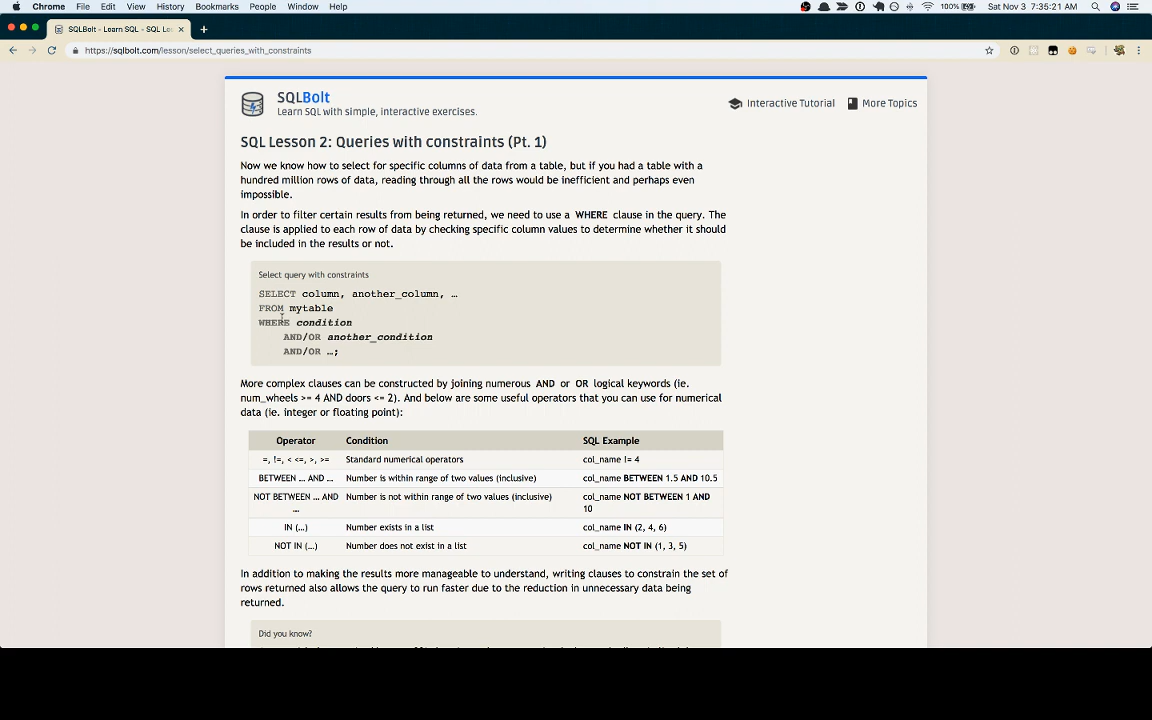 Chrome File Edit View History Bookmarks People Window Help 100% Sat Nov 3 7:35:21 AM
SQLBolt - Learn SQL - SQL Le
https://sqlbolt.com/lesson/select_queries_with_constraints
SQLBolt
Learn SQL with simple, interactive exercises.
Interactive Tutorial More Topics
SQL Lesson 2: Queries with constraints (Pt. 1)
Now we know how to select for specific columns of data from a table, but if you had a table with a
hundred million rows of data, reading through all the rows would be inefficient and perhaps even
impossible.
In order to filter certain results from being returned, we need to use a WHERE clause in the query. The
clause is applied to each row of data by checking specific column values to determine whether it should
be included in the results or not.
Select query with constraints
SELECT column, another_column, …
FROM mytable
WHERE condition
AND/OR another_condition
AND/OR …;
More complex clauses can be constructed by joining numerous AND or OR logical keywords (ie.
num_wheels >= 4 AND doors <= 2). And below are some useful operators that you can use for numerical
data (ie. integer or floating point):
Operator Condition SQL Example
=, !=, < <=, >, >= Standard numerical operators col_name != 4
BETWEEN … AND … Number is within range of two values (inclusive) col_name BETWEEN 1.5 AND 10.5
NOT BETWEEN … AND Number is not within range of two values (inclusive) col_name NOT BETWEEN 1 AND
… 10
IN (…) Number exists in a list col_name IN (2, 4, 6)
NOT IN (…) Number does not exist in a list col_name NOT IN (1, 3, 5)
In addition to making the results more manageable to understand, writing clauses to constrain the set of
rows returned also allows the query to run faster due to the reduction in unnecessary data being
returned.
Did you know?